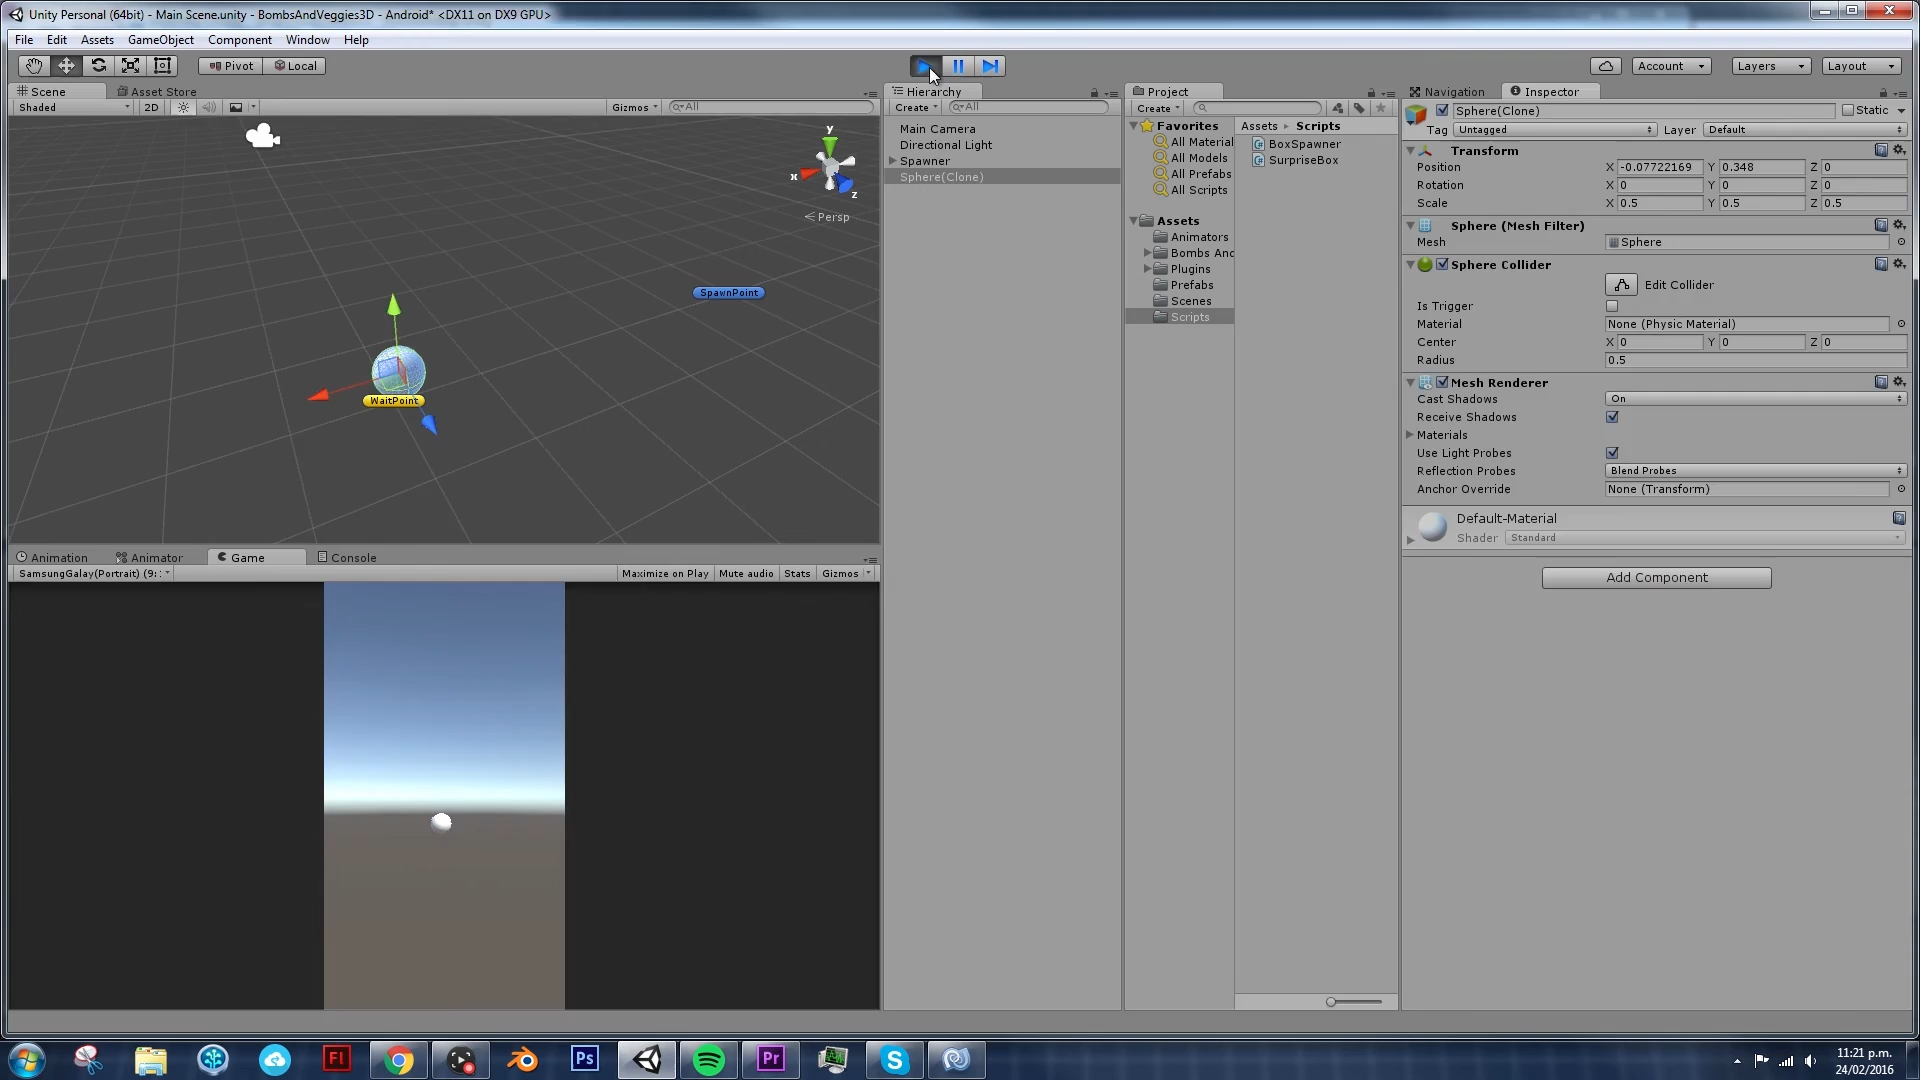 Unity Personal (64bit) - Main Scene.unity - BombsAndVeggies3D - Android* <DX11 on DX9 GPU>
File Edit Assets GameObject Component Window Help
Pivot Local Account Layers Layout
Scene Asset Store
Shaded 2D Gizmos All
y
x
z
Persp
SpawnPoint
WaitPoint
Animation Animator Game Console
SamsungGalay(Portrait) (9: Maximize on Play Mute audio Stats Gizmos
Hierarchy
Create All
Main Camera
Directional Light
Spawner
Sphere(Clone)
Project
Create
Favorites
All Material
All Models
All Prefabs
All Scripts
Assets
Animators
Bombs And
Plugins
Prefabs
Scenes
Scripts
Assets Scripts
BoxSpawner
SurpriseBox
Navigation Inspector
Sphere(Clone) Static
Tag Untagged Layer Default
Transform
Position X -0.07722169 Y 0.348 Z 0
Rotation X 0 Y 0 Z 0
Scale X 0.5 Y 0.5 Z 0.5
Sphere (Mesh Filter)
Mesh Sphere
Sphere Collider
Edit Collider
Is Trigger
Material None (Physic Material)
Center X 0 Y 0 Z 0
Radius 0.5
Mesh Renderer
Cast Shadows On
Receive Shadows
Materials
Use Light Probes
Reflection Probes Blend Probes
Anchor Override None (Transform)
Default-Material
Shader Standard
Add Component
Fl Ps Pr
11:21 p.m.
24/02/2016